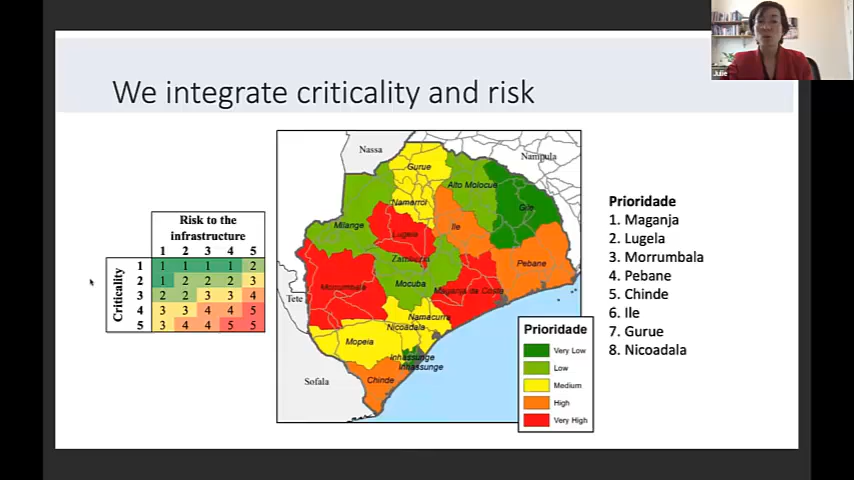 Julie
We integrate criticality and risk
Risk to the
infrastructure
1 2 3 4 5
Criticality
1 1 1 1 1 2
2 1 2 2 2 3
3 2 2 3 3 4
4 3 3 4 4 5
5 3 4 4 5 5
Nassa
Nampula
Gurue
Alto Molocue
Namarroi
Gile
Milange
Lugela
Ile
Zambezia
Pebane
Morrumbala
Mocuba
Maganja da Costa
Tete
Namacurra
Nicoadala
Mopeia
Inhassunge
Inhassunge
Chinde
Sofala
Prioridade
Very Low
Low
Medium
High
Very High
Prioridade
1. Maganja
2. Lugela
3. Morrumbala
4. Pebane
5. Chinde
6. Ile
7. Gurue
8. Nicoadala